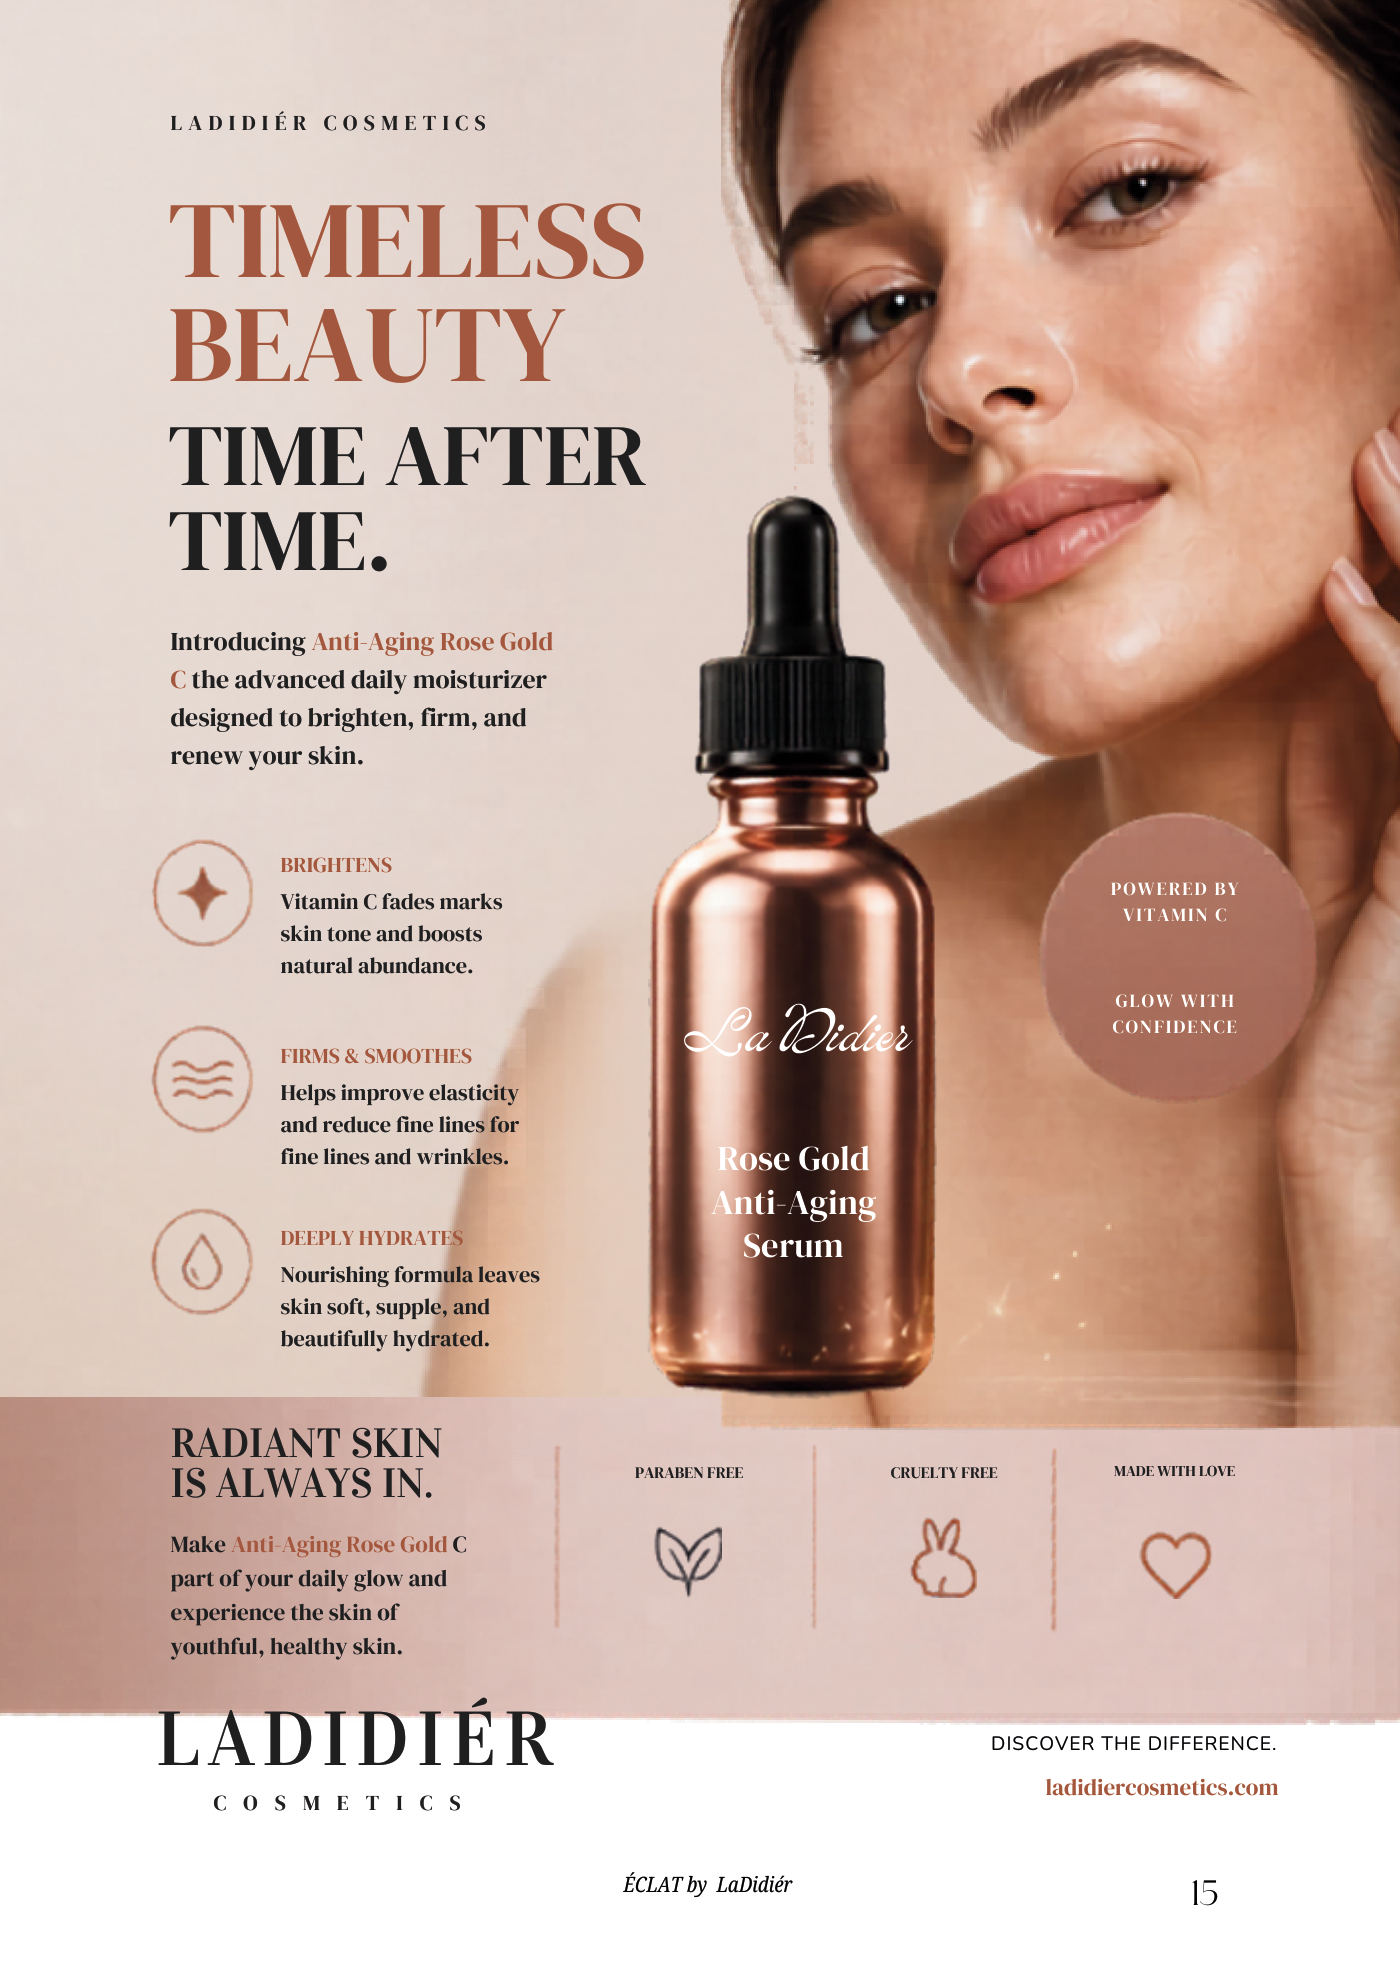 LADIDIÉR COSMETICS
TIMELESS
BEAUTY
TIME AFTER
TIME.
Introducing Anti-Aging Rose Gold
C the advanced daily moisturizer
designed to brighten, firm, and
renew your skin.
BRIGHTENS
Vitamin C fades marks
skin tone and boosts
natural abundance.
FIRMS & SMOOTHES
Helps improve elasticity
and reduce fine lines for
fine lines and wrinkles.
DEEPLY HYDRATES
Nourishing formula leaves
skin soft, supple, and
beautifully hydrated.
La Didier
Rose Gold
Anti-Aging
Serum
POWERED BY
VITAMIN C
GLOW WITH
CONFIDENCE
RADIANT SKIN
IS ALWAYS IN.
Make Anti-Aging Rose Gold C
part of your daily glow and
experience the skin of
youthful, healthy skin.
PARABEN FREE
CRUELTY FREE
MADE WITH LOVE
LADIDIÉR
COSMETICS
DISCOVER THE DIFFERENCE.
ladidiercosmetics.com
ÉCLAT by LaDidiér
15